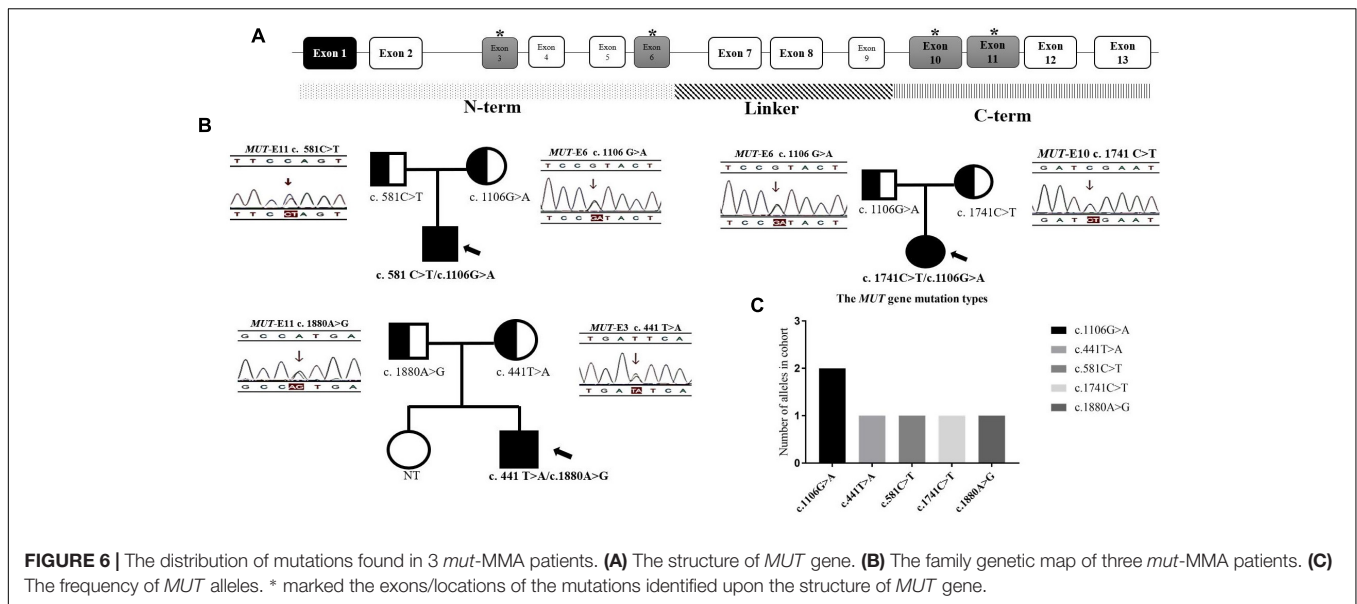 A
* * * *
Exon 1 Exon 2 Exon 3 Exon 4 Exon 5 Exon 6 Exon 7 Exon 8 Exon 9 Exon 10 Exon 11 Exon 12 Exon 13
N-term Linker C-term
B
MUT-E11 c. 581C>T
T T C C A G T
T T C CT A G T
c. 581C>T
c. 1106G>A
MUT-E6 c. 1106 G>A
T C C G T A C T
T C C GA T A C T
c. 581 C>T/c.1106G>A
MUT-E6 c. 1106 G>A
T C C G T A C T
T C C GA T A C T
c. 1106G>A
c. 1741C>T
MUT-E10 c. 1741 C>T
G A T C G A A T
G A T CT G A A T
c. 1741C>T/c.1106G>A
MUT-E11 c. 1880A>G
G C C A T G A
G C C AG T G A
c. 1880A>G
c. 441T>A
MUT-E3 c. 441 T>A
T G A T T C A
T G A TA T C A
NT
c. 441 T>A/c.1880A>G
C
The MUT gene mutation types
Number of alleles in cohort
3
2
1
0
c.1106G>A
c.441T>A
c.581C>T
c.1741C>T
c.1880A>G
c.1106G>A
c.441T>A
c.581C>T
c.1741C>T
c.1880A>G
FIGURE 6 | The distribution of mutations found in 3 mut-MMA patients. (A) The structure of MUT gene. (B) The family genetic map of three mut-MMA patients. (C)
The frequency of MUT alleles. * marked the exons/locations of the mutations identified upon the structure of MUT gene.